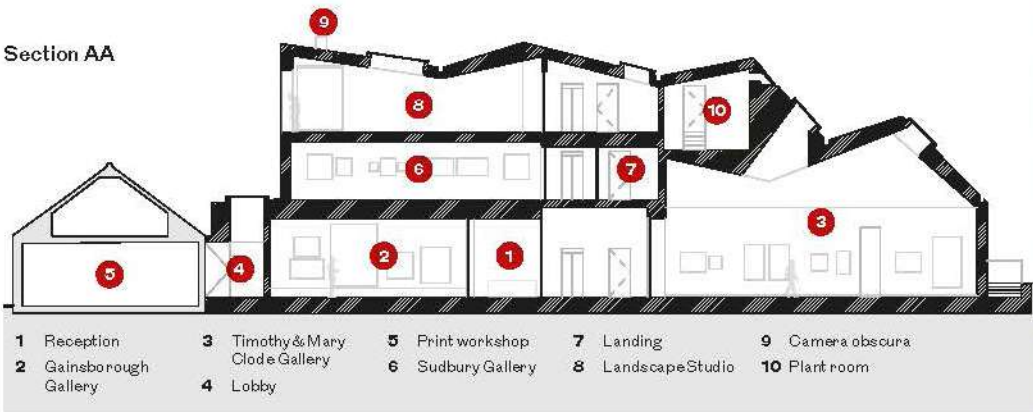 9
Section AA
8
10
6
7
3
5
4
2
1
1 Reception
2 Gainsborough
Gallery
3 Timothy & Mary
Clode Gallery
4 Lobby
5 Print workshop
6 Sudbury Gallery
7 Landing
8 Landscape Studio
9 Camera obscura
10 Plant room